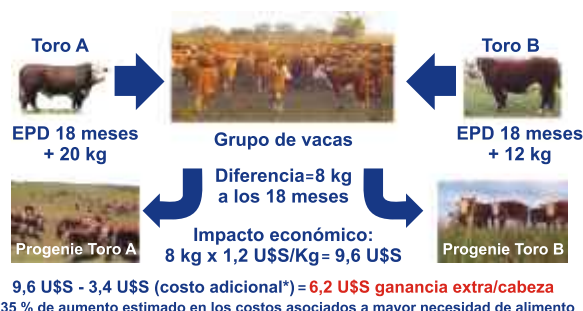 Toro A
Toro B
EPD 18 meses
+ 20 kg
Grupo de vacas
EPD 18 meses
+ 12 kg
Diferencia=8 kg
a los 18 meses
Progenie Toro A
Impacto económico:
8 kg x 1,2 U$S/Kg= 9,6 U$S
Progenie Toro B
9,6 U$S - 3,4 U$S (costo adicional*) = 6,2 U$S ganancia extra/cabeza
35 % de aumento estimado en los costos asociados a mayor necesidad de alimento